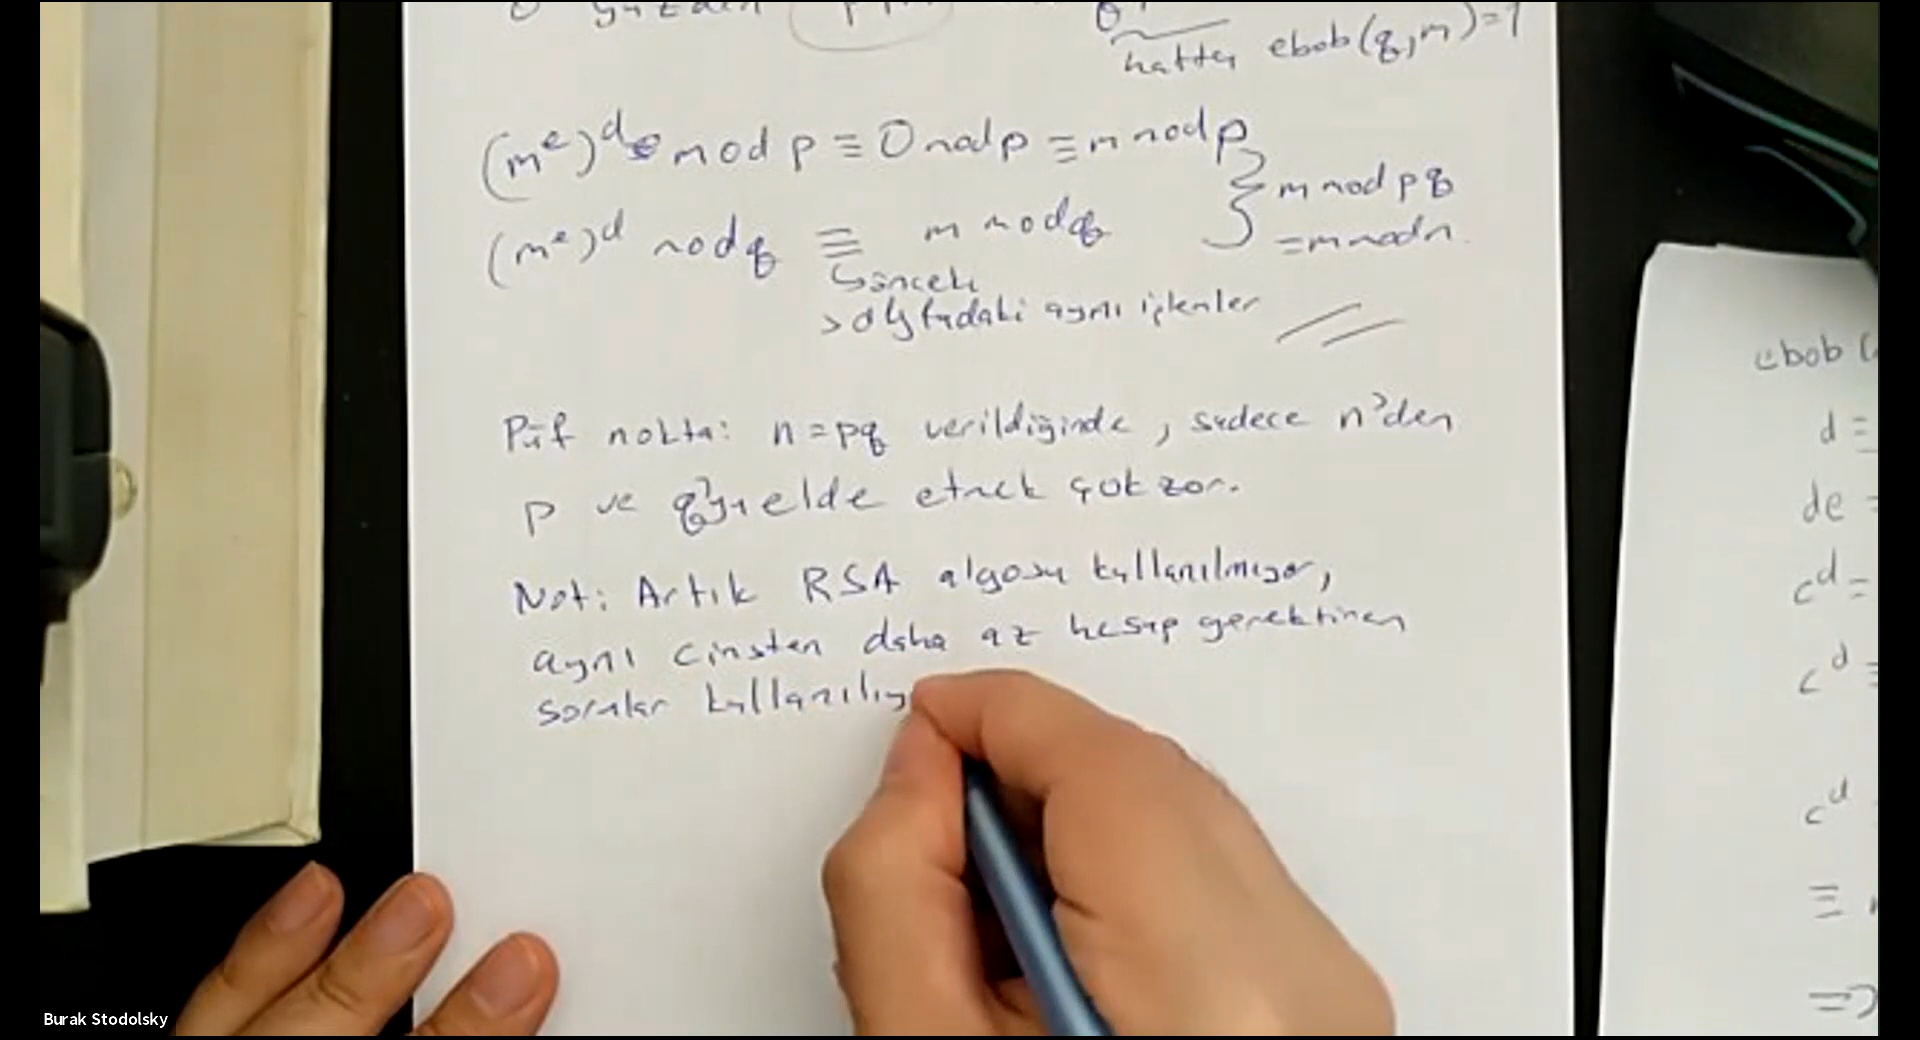 hatta ebob(q,m)=1
(m^e)^d mod p ≡ 0 mod p ≡ m mod p
} m mod pq
(m^e)^d mod q ≡ m mod q
= m mod n.
↳ önceki
sayfadaki aynı işlemler
Püf nokta: n=pq verildiğinde, sadece n'den
p ve q'yu elde etmek çok zor.
Not: Artık RSA algosu kullanılmıyor,
aynı cinsten daha az hesap gerektiren
sorular kullanılıy
ebob (
d =
de =
c^d =
c^d ≡
c^d
≡
=
Burak Stodolsky